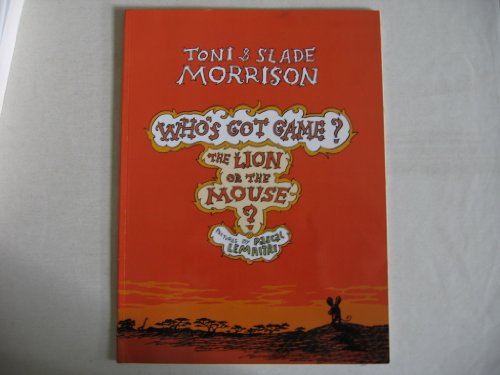 TONI & SLADE
MORRISON
WHO'S GOT GAME?
THE LION
OR THE
MOUSE
?
PICTURES BY PASCAL
LEMAITRE